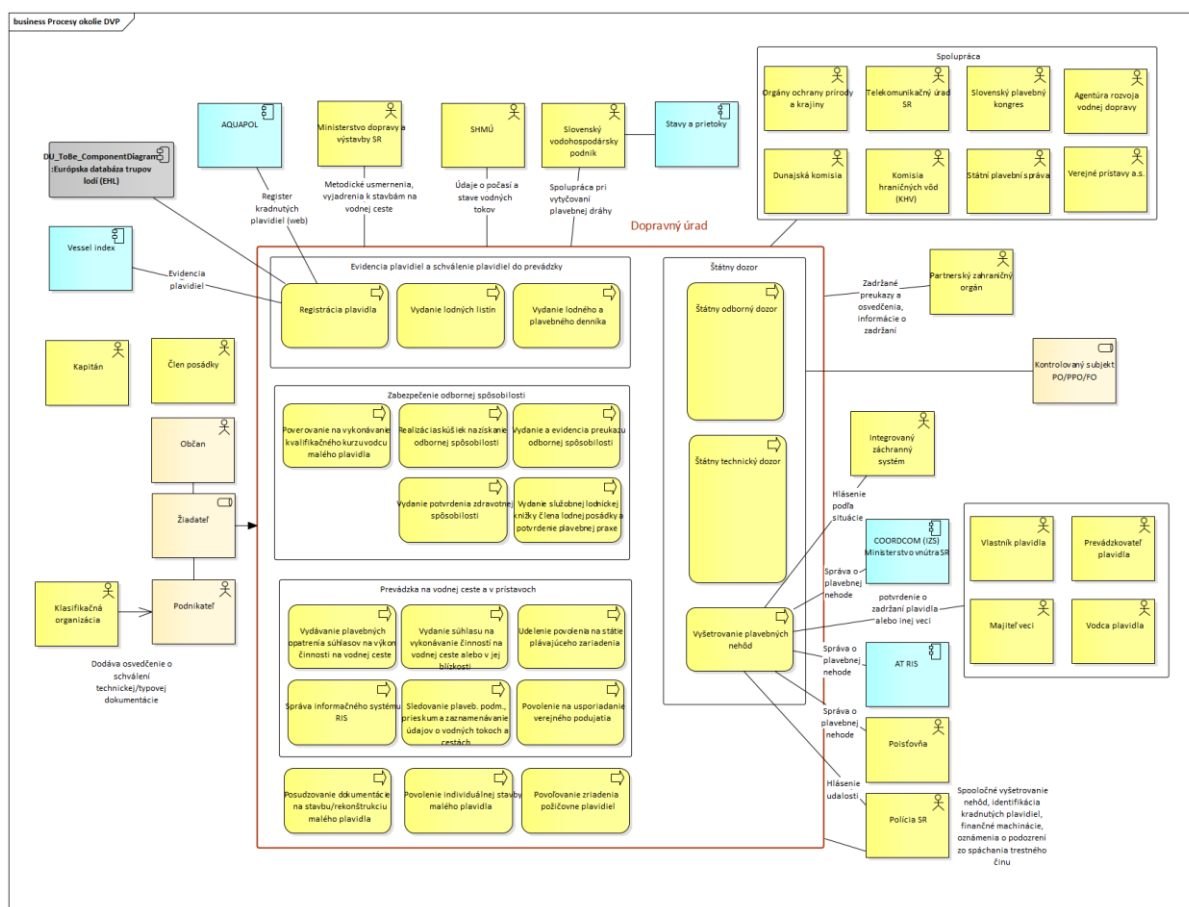 business Procesy okolie DVP
Spolupráca
Orgány ochrany prírody
a krajiny
Telekomunikačný úrad
SR
Slovenský plavebný
kongres
Agentúra rozvoja
vodnej dopravy
Dunajská komisia
Komisia
hraničných vôd
(KHV)
Státní plavební správa
Verejné prístavy a.s.
AQUAPOL
Ministerstvo dopravy a
výstavby SR
SHMÚ
Slovenský
vodohospodársky
podnik
Stavy a prietoky
DU_ToBe_ComponentDiagram
:Európska databáza trupov
lodí (EHL)
Register
kradnutých
plavidiel (web)
Metodické usmernenia,
vyjadrenia k stavbám na
vodnej ceste
Údaje o počasí a
stave vodných
tokov
Spolupráca pri
vytyčovaní
plavebnej dráhy
Dopravný úrad
Vessel index
Evidencia
plavidiel
Evidencia plavidiel a schválenie plavidiel do prevádzky
Registrácia plavidla
Vydanie lodných listín
Vydanie lodného a
plavebného denníka
Štátny dozor
Štátny odborný dozor
Štátny technický dozor
Vyšetrovanie plavebných
nehôd
Zadržané
preukazy a
osvedčenia,
informácie o
zadržaní
Partnerský zahraničný
orgán
Kontrolovaný subjekt
PO/PPO/FO
Kapitán
Člen posádky
Občan
Žiadateľ
Podnikateľ
Klasifikačná
organizácia
Dodáva osvedčenie o
schválení
technickej/typovej
dokumentácie
Zabezpečenie odbornej spôsobilosti
Poverovanie na vykonávanie
kvalifikačného kurzu vodcu
malého plavidla
Realizácia skúšiek na získanie
odbornej spôsobilosti
Vydanie a evidencia preukazu
odbornej spôsobilosti
Vydanie potvrdenia zdravotnej
spôsobilosti
Vydanie služobnej lodníckej
knižky člena lodnej posádky a
potvrdenie plavebnej praxe
Prevádzka na vodnej ceste a v prístavoch
Vydávanie plavebných
opatrenia súhlasov na výkon
činnosti na vodnej ceste
Vydanie súhlasu na
vykonávanie činnosti na
vodnej ceste alebo v jej
blízkosti
Udelenie povolenia na státie
plávajúceho zariadenia
Správa informačného systému
RIS
Sledovanie plaveb. podm.,
prieskum a zaznamenávanie
údajov o vodných tokoch a
cestách
Povolenie na usporiadanie
verejného podujatia
Posudzovanie dokumentácie
na stavbu/rekonštrukciu
malého plavidla
Povolenie individuálnej stavby
malého plavidla
Povoľovanie zriadenia
požičovne plavidiel
Integrovaný
záchranný
systém
Hlásenie
podľa
situácie
COORDCOM (IZS)
Ministerstvo vnútra SR
Správa o
plavebnej
nehode
potvrdenie o
zadržaní plavidla
alebo inej veci
Vlastník plavidla
Prevádzkovateľ
plavidla
Majiteľ veci
Vodca plavidla
Správa o
plavebnej
nehode
AT RIS
Správa o
plavebnej
nehode
Poisťovňa
Hlásenie
udalosti
Polícia SR
Spooločné vyšetrovanie
nehôd, identifikácia
kradnutých plavidiel,
finančné machinácie,
oznámenia o podozrení
zo spáchania trestného
činu